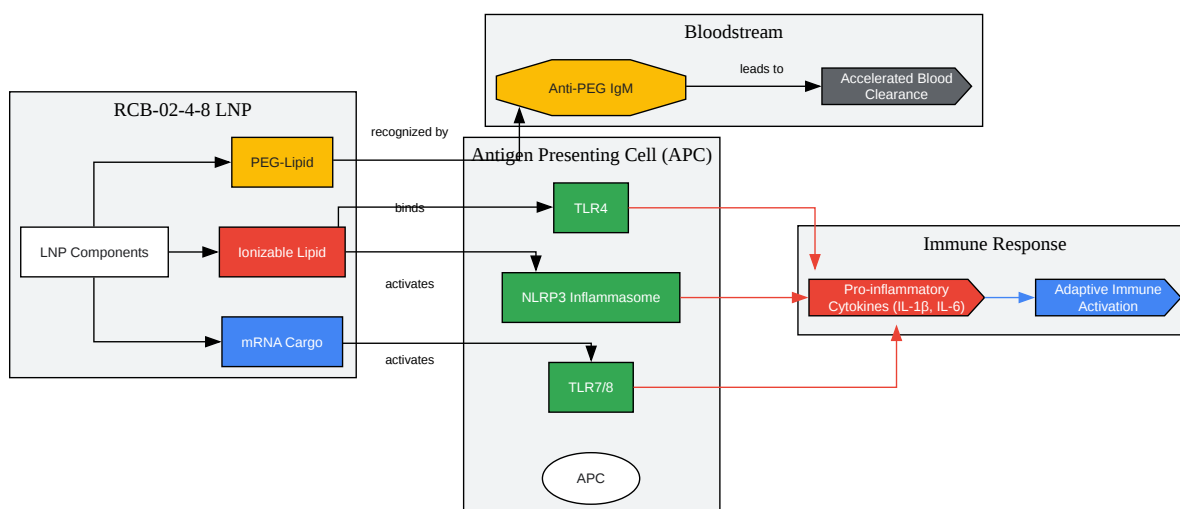 Bloodstream
Anti-PEG IgM
leads to
Accelerated Blood
Clearance
RCB-02-4-8 LNP
LNP Components
PEG-Lipid
Ionizable Lipid
mRNA Cargo
recognized by
binds
activates
activates
Antigen Presenting Cell (APC)
TLR4
NLRP3 Inflammasome
TLR7/8
APC
Immune Response
Pro-inflammatory
Cytokines (IL-1β, IL-6)
Adaptive Immune
Activation